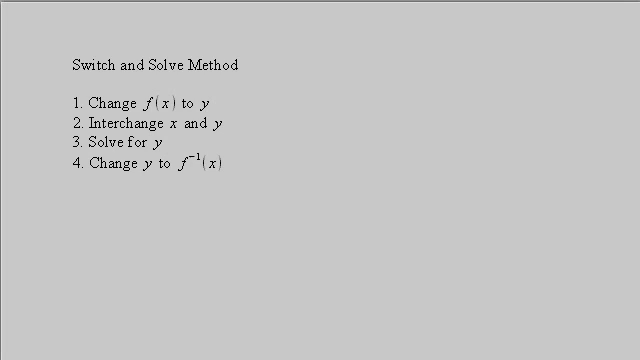 Switch and Solve Method
1. Change f(x) to y
2. Interchange x and y
3. Solve for y
4. Change y to f⁻¹(x)